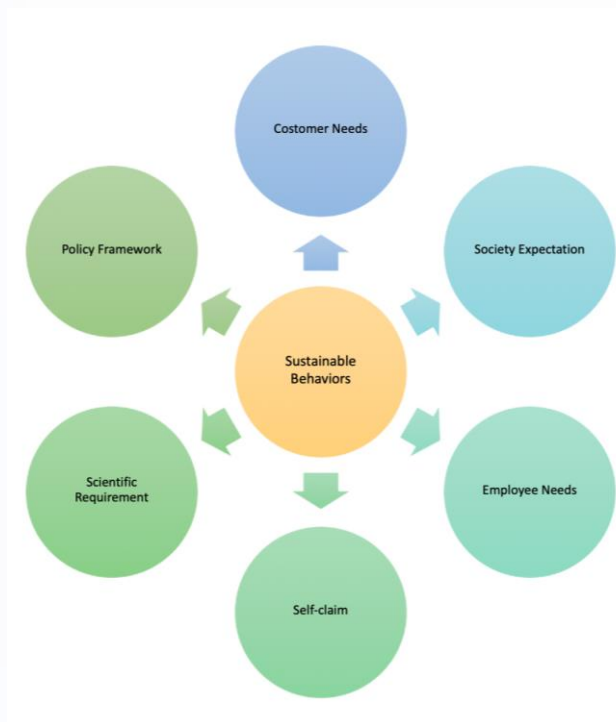 Costomer Needs
Policy Framework
Society Expectation
Sustainable
Behaviors
Scientific
Requirement
Employee Needs
Self-claim